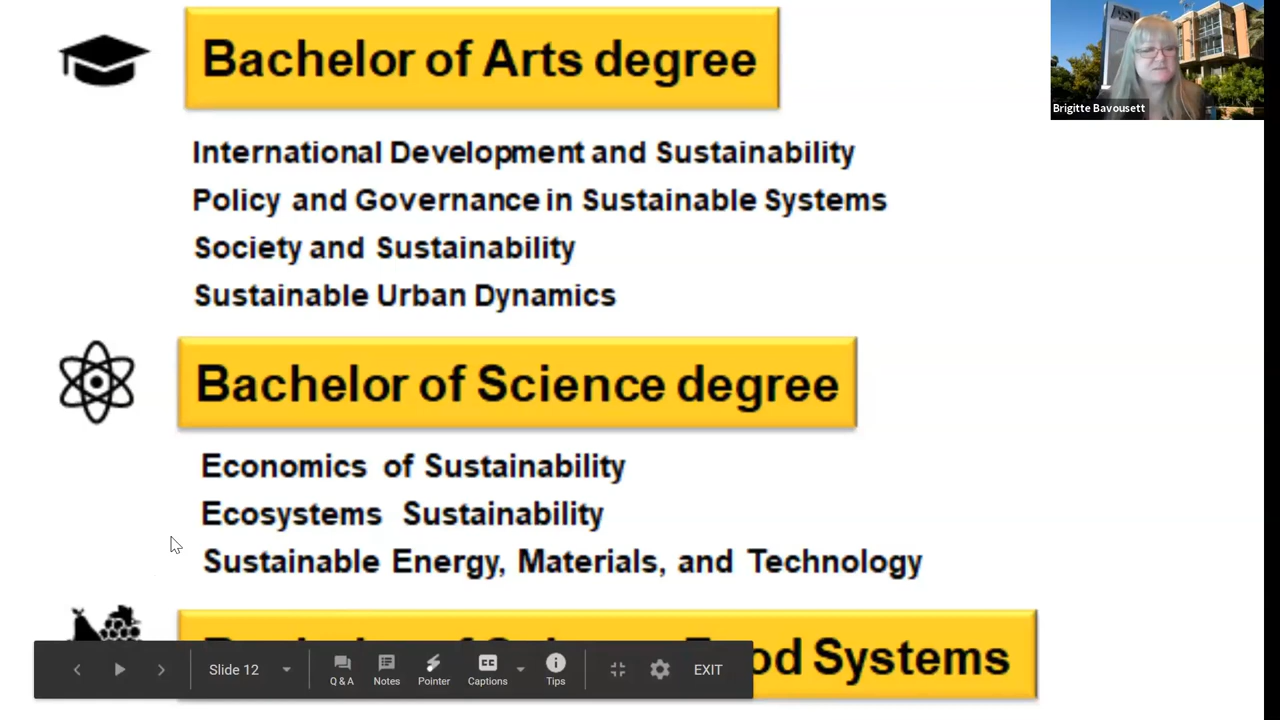 Bachelor of Arts degree
Brigitte Bavousett
International Development and Sustainability
Policy and Governance in Sustainable Systems
Society and Sustainability
Sustainable Urban Dynamics
Bachelor of Science degree
Economics of Sustainability
Ecosystems Sustainability
Sustainable Energy, Materials, and Technology
Systems
Slide 12
Q & A
Notes
Pointer
CC
Captions
Tips
EXIT